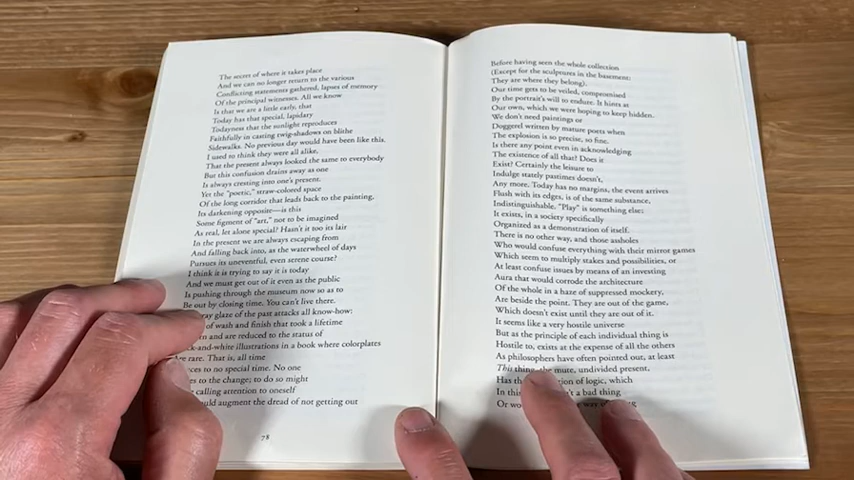 The secret of where it takes place
And we can no longer return to the various
Conflicting statements gathered, lapses of memory
Of the principal witnesses. All we know
Is that we are a little early, that
Today has that special, lapidary
Todayness that the sunlight reproduces
Faithfully in casting twig-shadows on blithe
Sidewalks. No previous day would have been like this.
I used to think they were all alike,
That the present always looked the same to everybody
But this confusion drains away as one
Is always cresting into one's present.
Yet the "poetic," straw-colored space
Of the long corridor that leads back to the painting,
Its darkening opposite—is this
Some figment of "art," not to be imagined
As real, let alone special? Hasn't it too its lair
In the present we are always escaping from
And falling back into, as the waterwheel of days
Pursues its uneventful, even serene course?
I think it is trying to say it is today
And we must get out of it even as the public
Is pushing through the museum now so as to
Be out by closing time. You can't live there.
gray glaze of the past attacks all know-how:
of wash and finish that took a lifetime
and are reduced to the status of
-and-white illustrations in a book where colorplates
Are rare. That is, all time
to no special time. No one
to the change; to do so might
calling attention to oneself
would augment the dread of not getting out
78
Before having seen the whole collection
(Except for the sculptures in the basement:
They are where they belong).
Our time gets to be veiled, compromised
By the portrait's will to endure. It hints at
Our own, which we were hoping to keep hidden.
We don't need paintings or
Doggerel written by mature poets when
The explosion is so precise, so fine.
Is there any point even in acknowledging
The existence of all that? Does it
Exist? Certainly the leisure to
Indulge stately pastimes doesn't,
Any more. Today has no margins, the event arrives
Flush with its edges, is of the same substance,
Indistinguishable. "Play" is something else;
It exists, in a society specifically
Organized as a demonstration of itself.
There is no other way, and those assholes
Who would confuse everything with their mirror games
Which seem to multiply stakes and possibilities, or
At least confuse issues by means of an investing
Aura that would corrode the architecture
Of the whole in a haze of suppressed mockery,
Are beside the point. They are out of the game,
Which doesn't exist until they are out of it.
It seems like a very hostile universe
But as the principle of each individual thing is
Hostile to, exists at the expense of all the others
As philosophers have often pointed out, at least
This thing, the mute, undivided present,
Has the of logic, which
In this a bad thing
Or